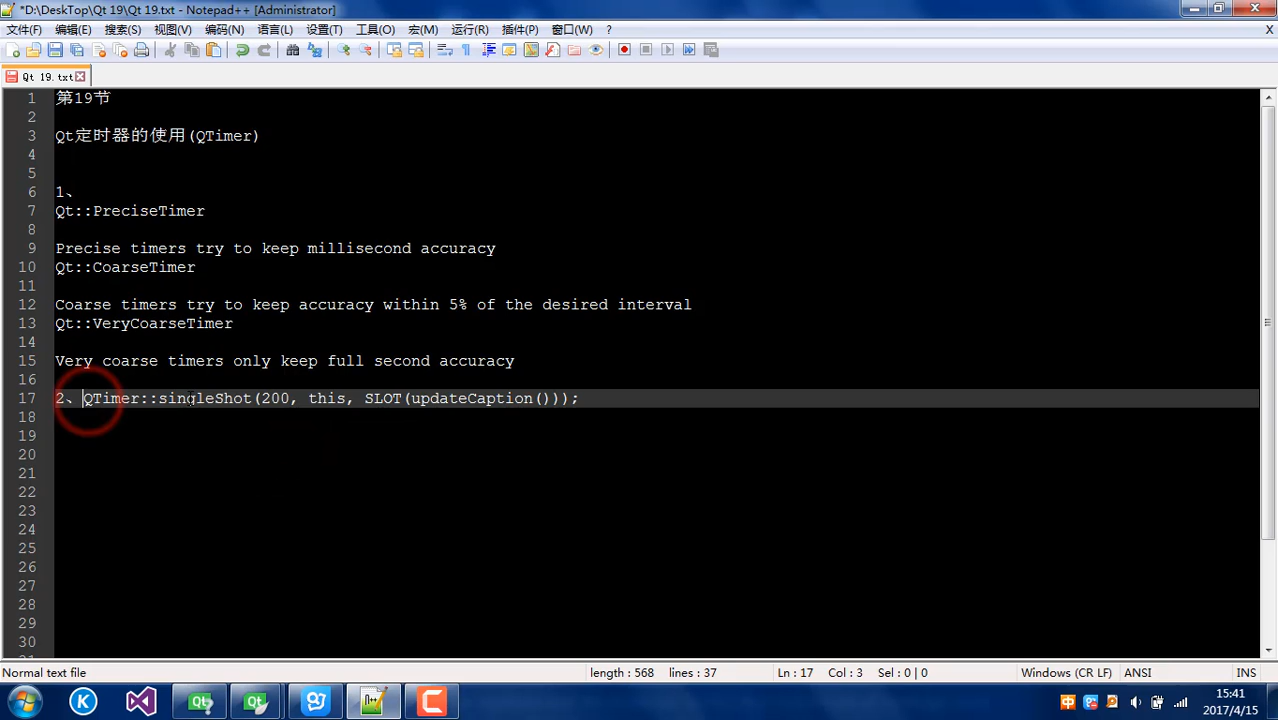 *D:\DeskTop\Qt 19\Qt 19.txt - Notepad++ [Administrator]
文件(F) 编辑(E) 搜索(S) 视图(V) 编码(N) 语言(L) 设置(T) 工具(O) 宏(M) 运行(R) 插件(P) 窗口(W) ? X
Qt 19.txt
1 第19节
2
3 Qt定时器的使用(QTimer)
4
5
6 1、
7 Qt::PreciseTimer
8
9 Precise timers try to keep millisecond accuracy
10 Qt::CoarseTimer
11
12 Coarse timers try to keep accuracy within 5% of the desired interval
13 Qt::VeryCoarseTimer
14
15 Very coarse timers only keep full second accuracy
16
17 2、QTimer::singleShot(200, this, SLOT(updateCaption()));
18
19
20
21
22
23
24
25
26
27
28
29
30
Normal text file length : 568 lines : 37 Ln : 17 Col : 3 Sel : 0 | 0 Windows (CR LF) ANSI INS
中 15:41
2017/4/15